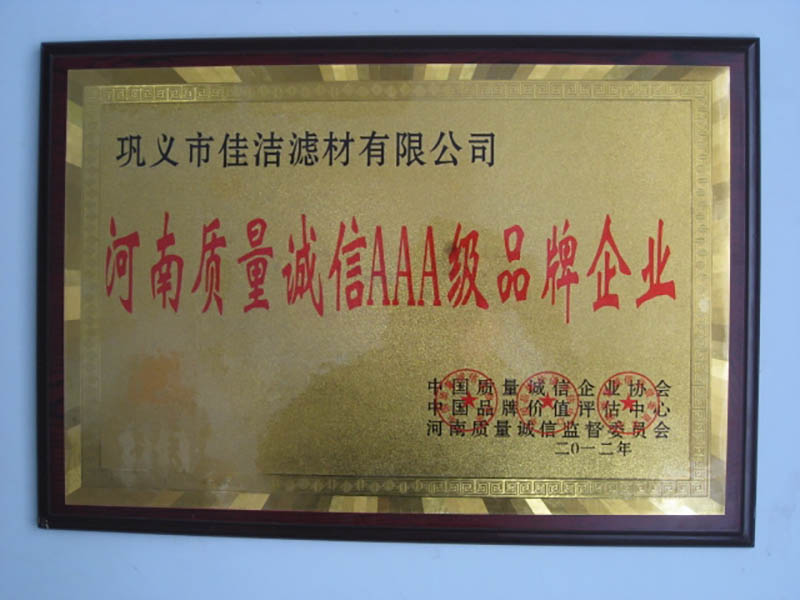 巩义市佳洁滤材有限公司
河南质量诚信AAA级品牌企业
中国质量诚信企业协会
中国品牌价值评估中心
河南质量诚信监督委员会
二〇一二年